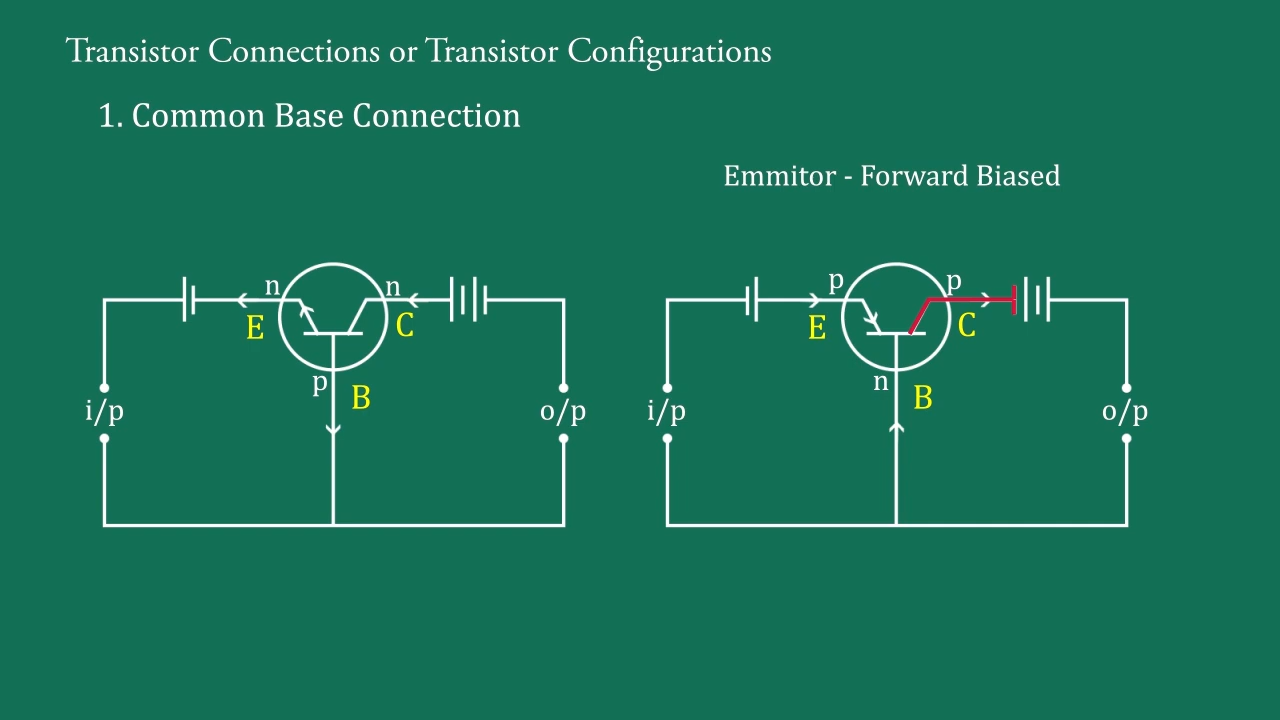 Transistor Connections or Transistor Configurations
1. Common Base Connection
Emmitor - Forward Biased
n n
E C
p B
i/p o/p
p p
E C
n B
i/p o/p